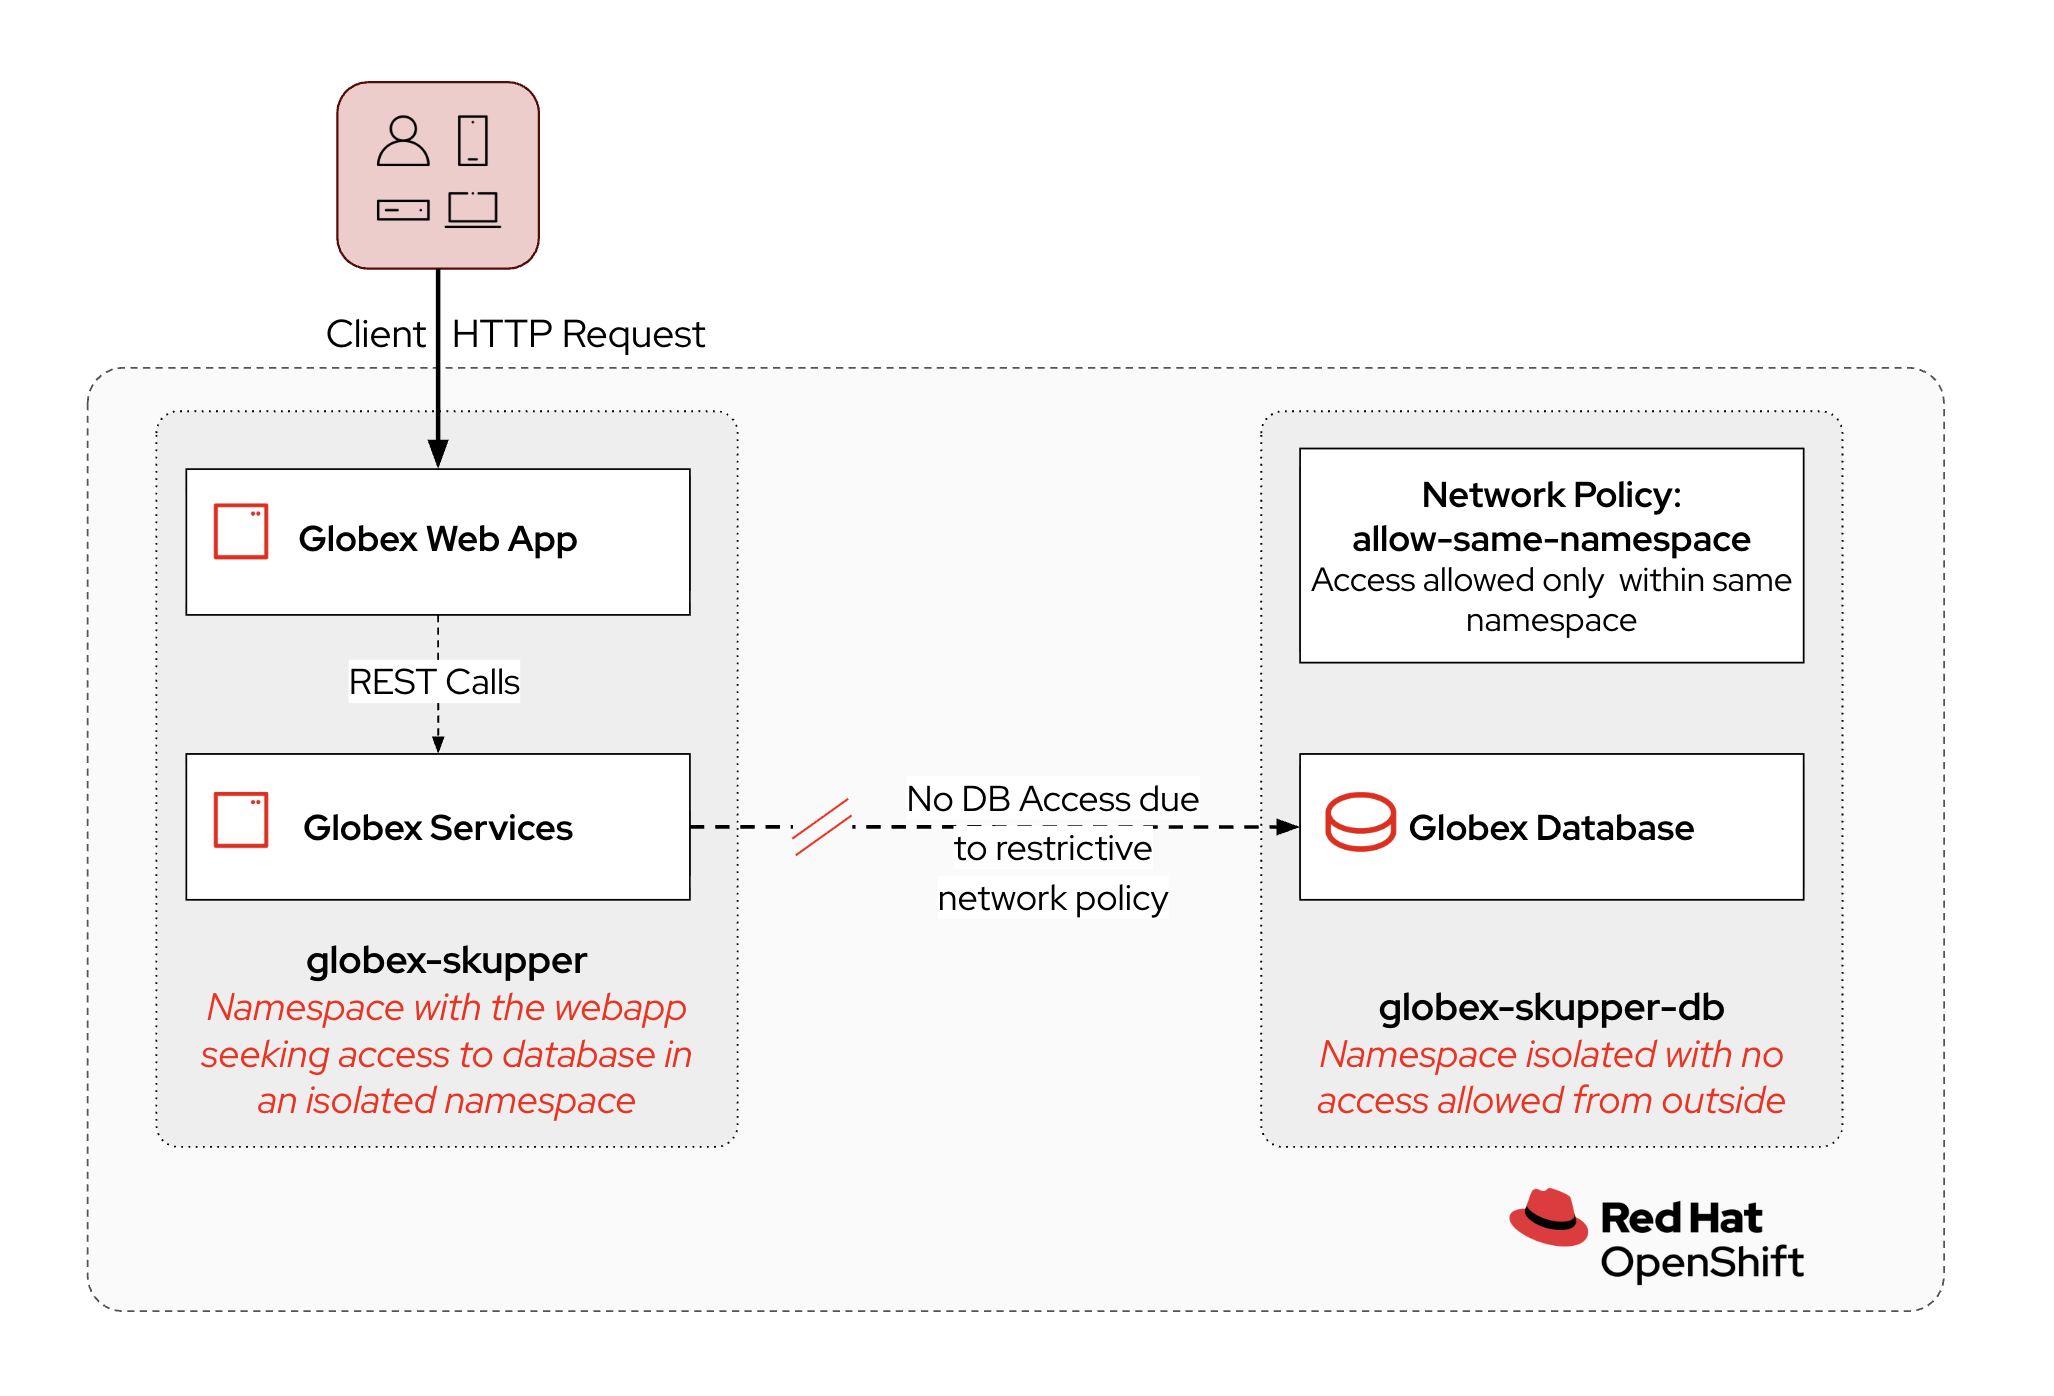 Client HTTP Request
Globex Web App
REST Calls
Globex Services
globex-skupper
Namespace with the webapp
seeking access to database in
an isolated namespace
No DB Access due
to restrictive
network policy
Network Policy:
allow-same-namespace
Access allowed only within same
namespace
Globex Database
globex-skupper-db
Namespace isolated with no
access allowed from outside
Red Hat
OpenShift